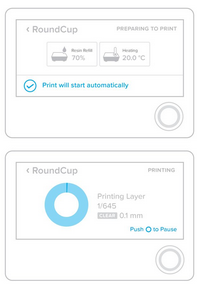 < RoundCup
PREPARING TO PRINT
Resin Refill
70%
Heating
20.0 °C
Print will start automatically
< RoundCup
PRINTING
Printing Layer
1/645
CLEAR 0.1 mm
Push to Pause